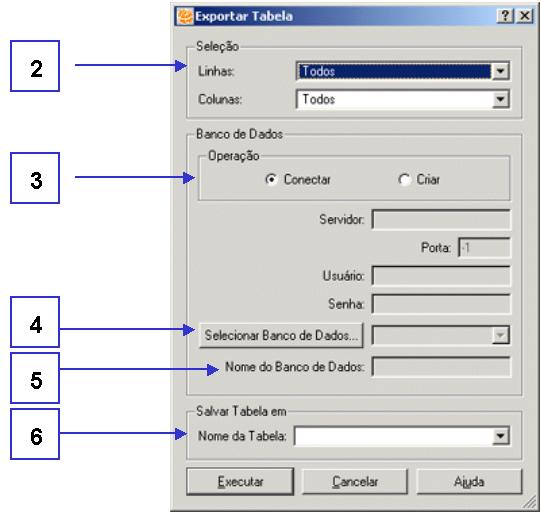 Exportar Tabela
Seleção
2
Linhas: Todos
Colunas: Todos
Banco de Dados
Operação
3
Conectar Criar
Servidor:
Porta: -1
Usuário:
Senha:
4
Selecionar Banco de Dados...
5
Nome do Banco de Dados:
Salvar Tabela em
6
Nome da Tabela:
Executar Cancelar Ajuda